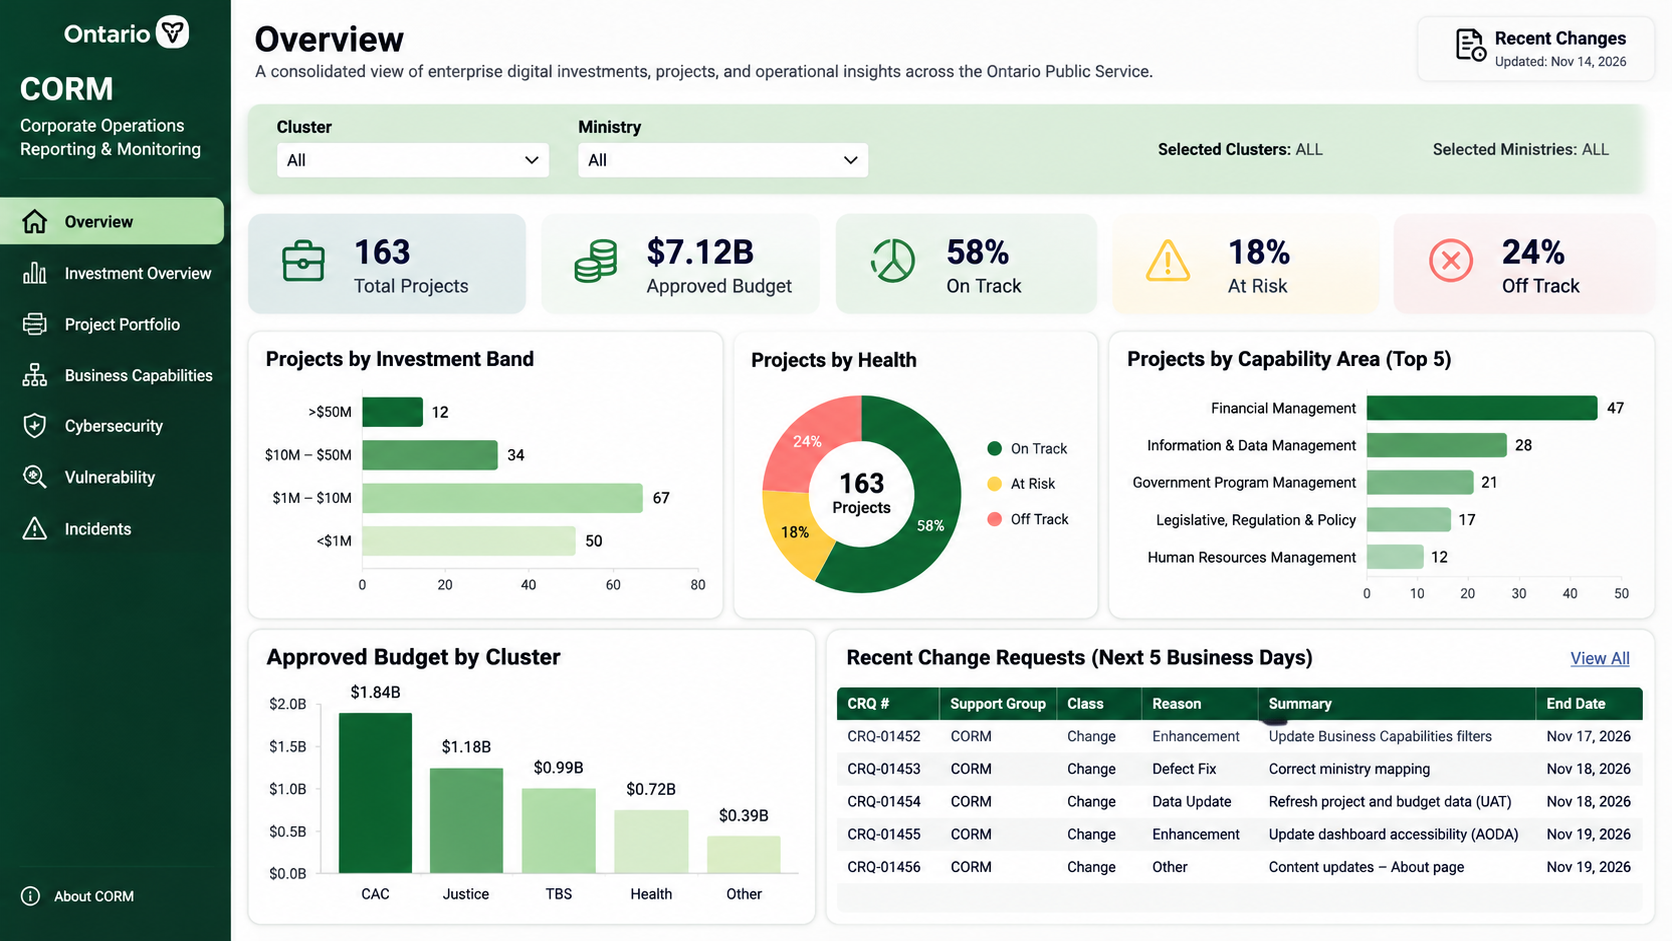 Ontario
CORM
Corporate Operations
Reporting & Monitoring
Overview
Investment Overview
Project Portfolio
Business Capabilities
Cybersecurity
Vulnerability
Incidents
About CORM
Overview
A consolidated view of enterprise digital investments, projects, and operational insights across the Ontario Public Service.
Recent Changes
Updated: Nov 14, 2026
Cluster
All
Ministry
All
Selected Clusters: ALL
Selected Ministries: ALL
163
Total Projects
$7.12B
Approved Budget
58%
On Track
18%
At Risk
24%
Off Track
Projects by Investment Band
>$50M 12
$10M – $50M 34
$1M – $10M 67
<$1M 50
0 20 40 60 80
Projects by Health
24%
18%
58%
163
Projects
On Track
At Risk
Off Track
Projects by Capability Area (Top 5)
Financial Management 47
Information & Data Management 28
Government Program Management 21
Legislative, Regulation & Policy 17
Human Resources Management 12
0 10 20 30 40 50
Approved Budget by Cluster
$2.0B
$1.5B
$1.0B
$0.5B
$0.0B
$1.84B
$1.18B
$0.99B
$0.72B
$0.39B
CAC Justice TBS Health Other
Recent Change Requests (Next 5 Business Days)
View All
CRQ # Support Group Class Reason Summary End Date
CRQ-01452 CORM Change Enhancement Update Business Capabilities filters Nov 17, 2026
CRQ-01453 CORM Change Defect Fix Correct ministry mapping Nov 18, 2026
CRQ-01454 CORM Change Data Update Refresh project and budget data (UAT) Nov 18, 2026
CRQ-01455 CORM Change Enhancement Update dashboard accessibility (AODA) Nov 19, 2026
CRQ-01456 CORM Change Other Content updates – About page Nov 19, 2026